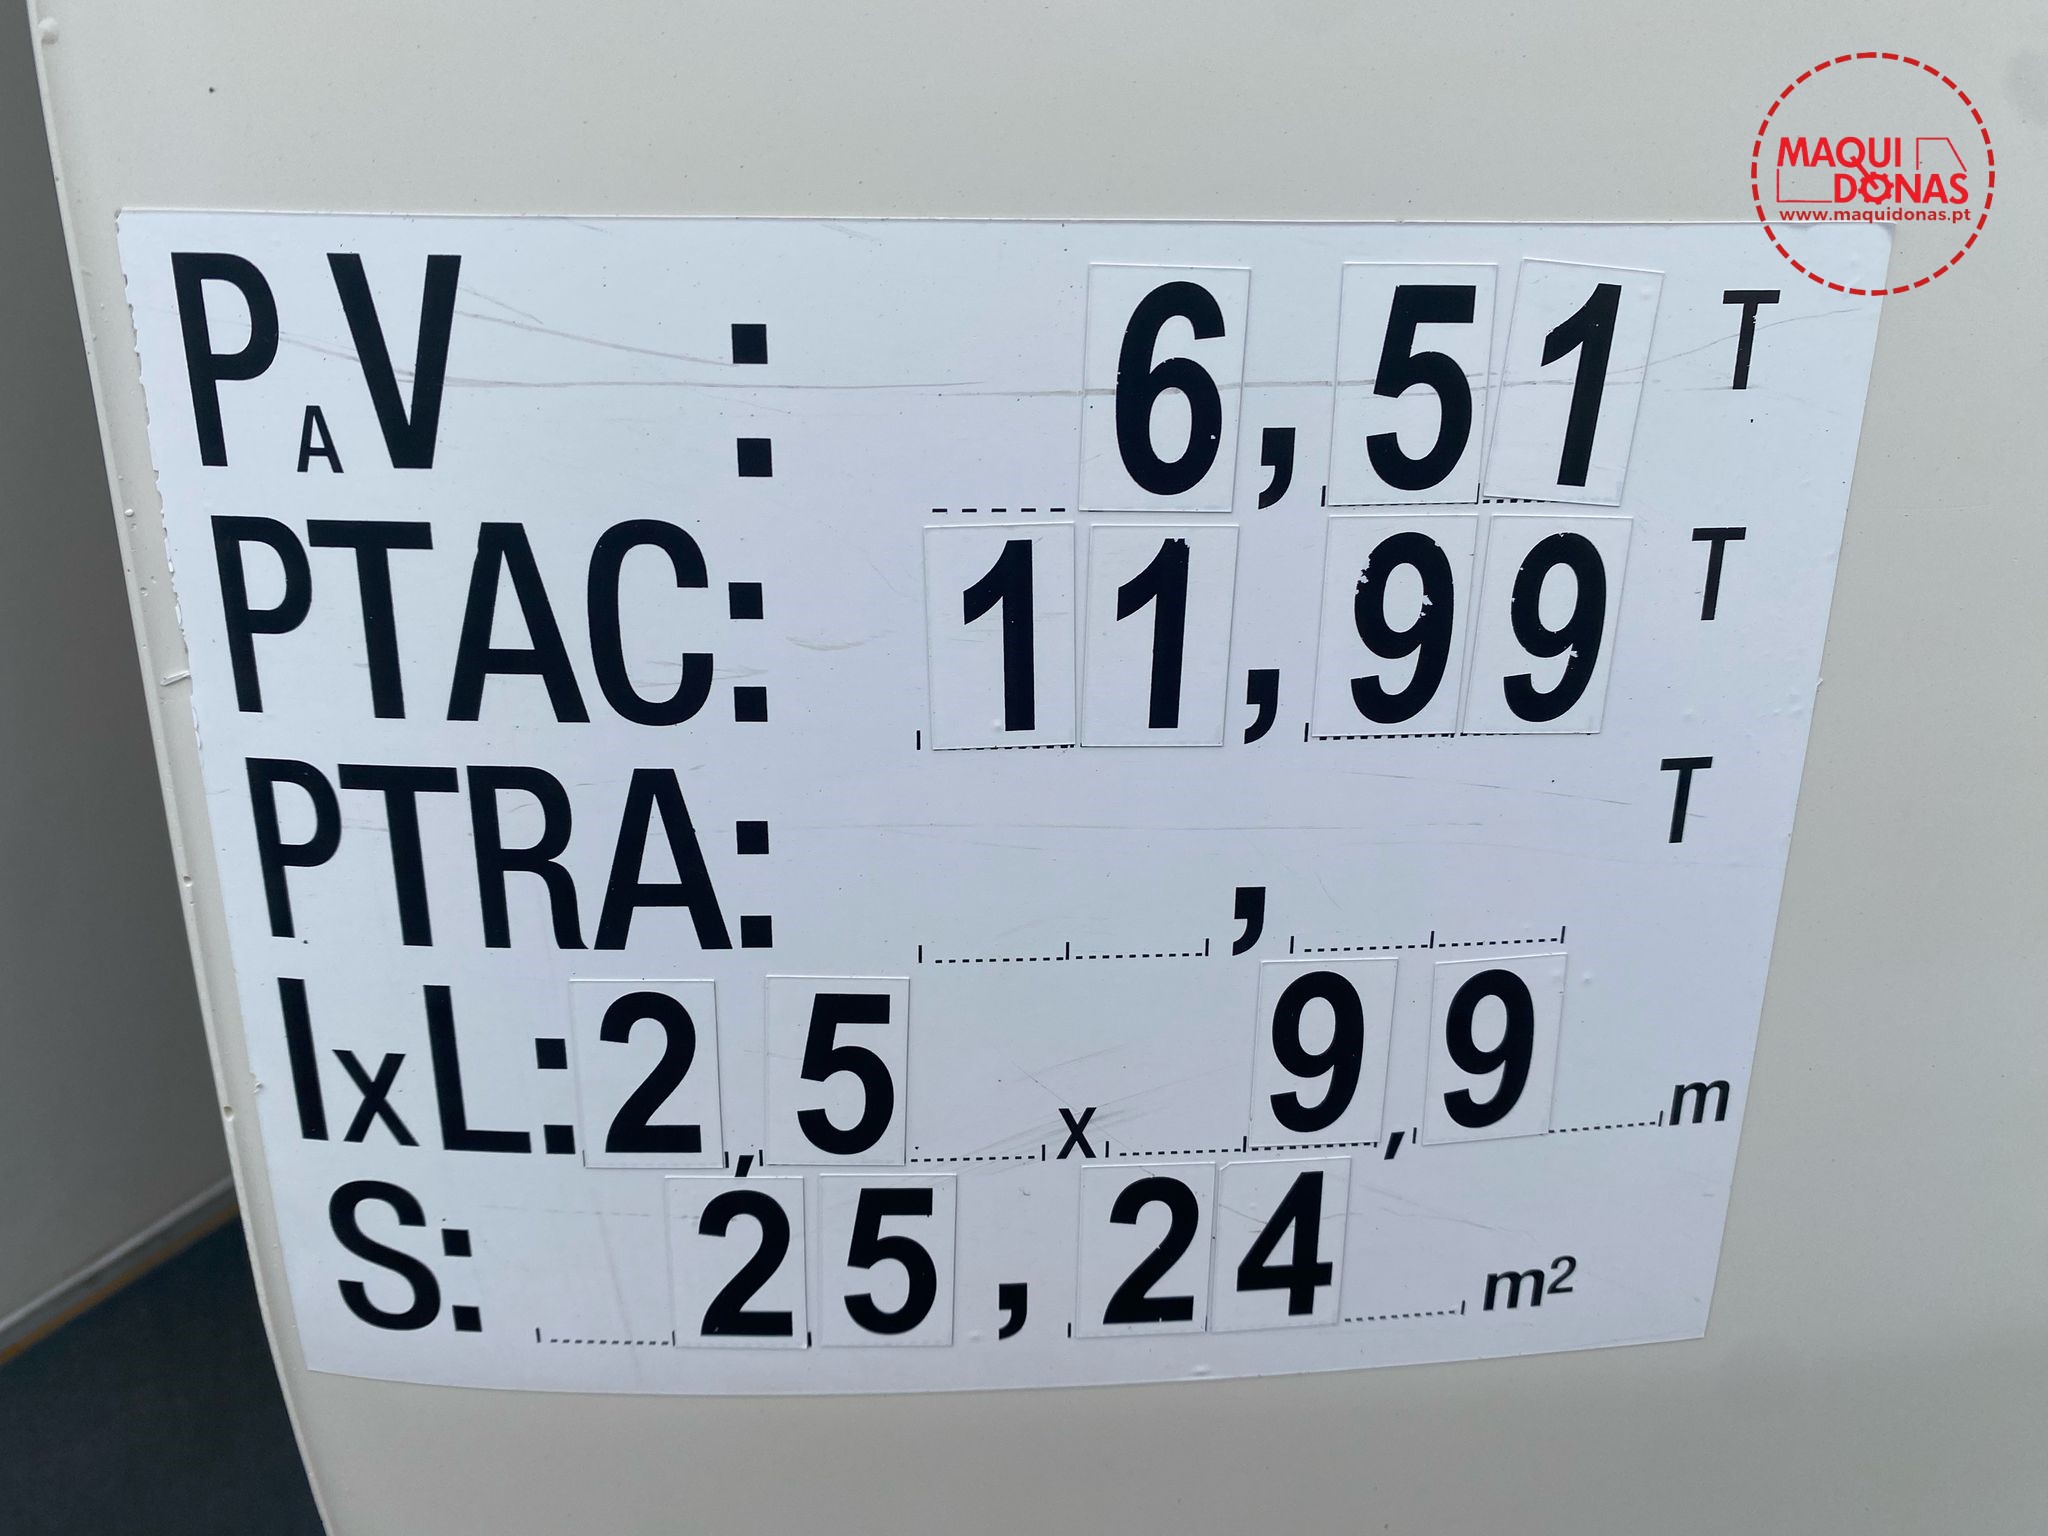 MAQUI
DONAS
www.maquidonas.pt
PAV : 6,51 T
PTAC: 11,99 T
PTRA: , T
IxL: 2,5 x 9,9 m
S: 25,24 m²